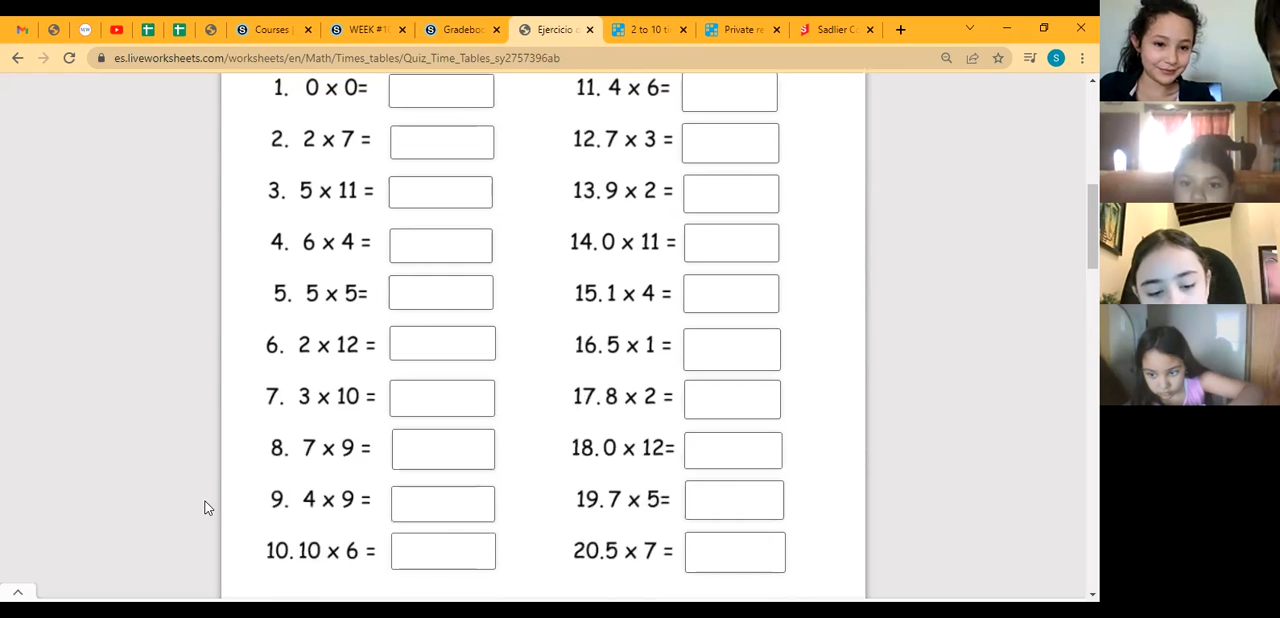 Courses
WEEK #1
Gradebo
Ejercicio
2 to 10 ti
Private re
Sadlier Co
es.liveworksheets.com/worksheets/en/Math/Times_tables/Quiz_Time_Tables_sy2757396ab
S
1. 0 x 0=
2. 2 x 7 =
3. 5 x 11 =
4. 6 x 4 =
5. 5 x 5=
6. 2 x 12 =
7. 3 x 10 =
8. 7 x 9 =
9. 4 x 9 =
10. 10 x 6 =
11. 4 x 6=
12. 7 x 3 =
13. 9 x 2 =
14. 0 x 11 =
15. 1 x 4 =
16. 5 x 1 =
17. 8 x 2 =
18. 0 x 12=
19. 7 x 5=
20. 5 x 7 =